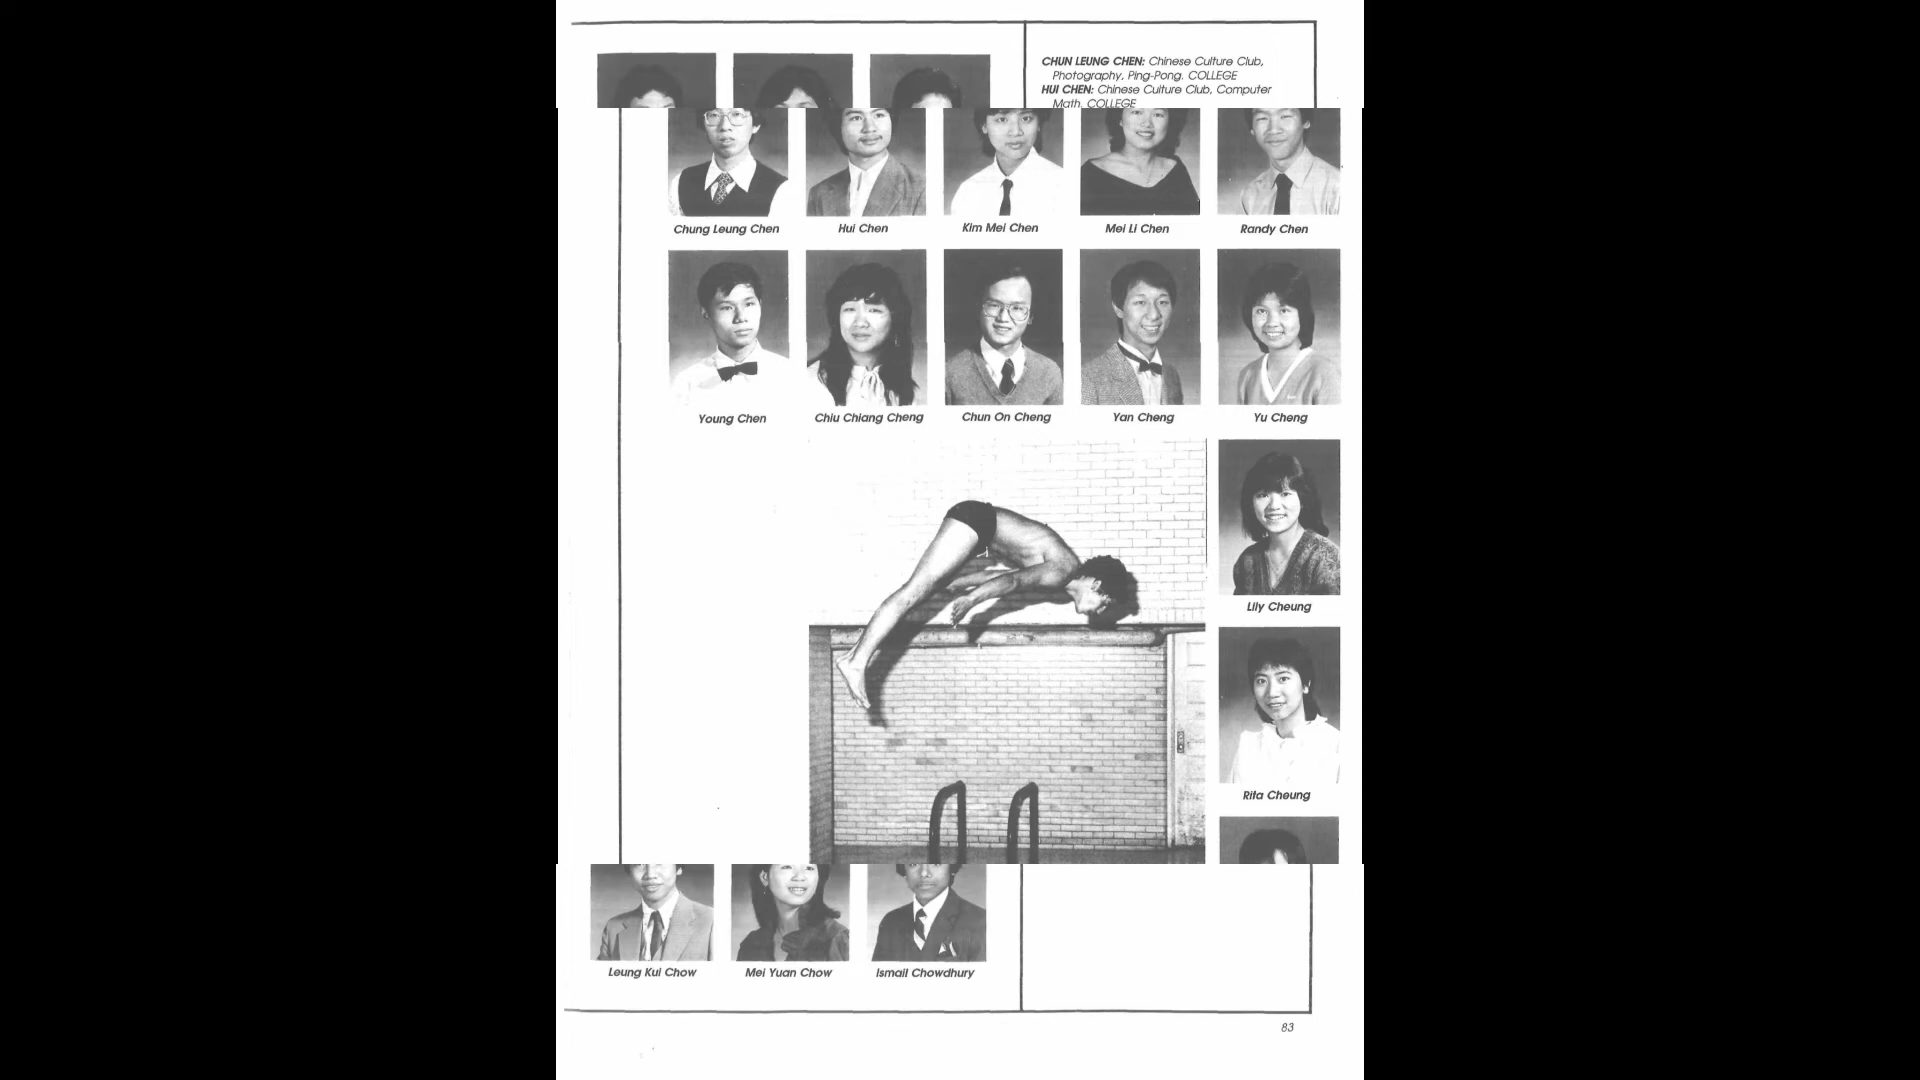 CHUN LEUNG CHEN: Chinese Culture Club,
Photography, Ping-Pong. COLLEGE
HUI CHEN: Chinese Culture Club, Computer
Math. COLLEGE
Chung Leung Chen Hui Chen Kim Mei Chen Mei Li Chen Randy Chen
Young Chen Chiu Chiang Cheng Chun On Cheng Yan Cheng Yu Cheng
Lily Cheung
Rita Cheung
Leung Kui Chow Mei Yuan Chow Ismail Chowdhury
83